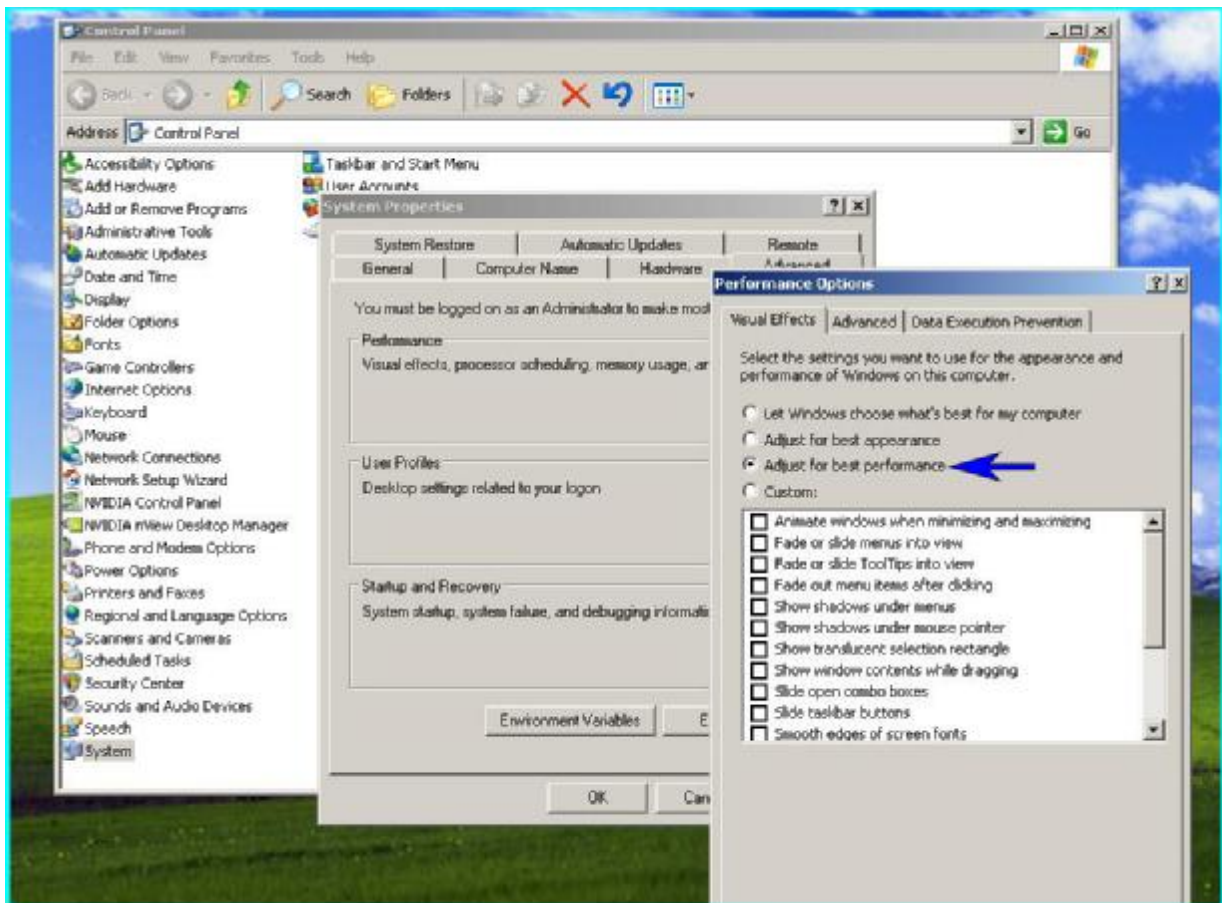 Control Panel
File Edit View Favorites Tools Help
Back Search Folders
Address Control Panel Go
Accessibility Options
Add Hardware
Add or Remove Programs
Administrative Tools
Automatic Updates
Date and Time
Display
Folder Options
Fonts
Game Controllers
Internet Options
Keyboard
Mouse
Network Connections
Network Setup Wizard
NVIDIA Control Panel
NVIDIA nView Desktop Manager
Phone and Modem Options
Power Options
Printers and Faxes
Regional and Language Options
Scanners and Cameras
Scheduled Tasks
Security Center
Sounds and Audio Devices
Speech
System
Taskbar and Start Menu
User Accounts
System Properties
System Restore Automatic Updates Remote
General Computer Name Hardware Advanced
You must be logged on as an Administrator to make most
Performance
Visual effects, processor scheduling, memory usage, ar
User Profiles
Desktop settings related to your logon
Startup and Recovery
System startup, system failure, and debugging informati
Environment Variables E
OK Can
Performance Options
Visual Effects Advanced Data Execution Prevention
Select the settings you want to use for the appearance and
performance of Windows on this computer.
Let Windows choose what's best for my computer
Adjust for best appearance
Adjust for best performance
Custom:
Animate windows when minimizing and maximizing
Fade or slide menus into view
Fade or slide ToolTips into view
Fade out menu items after clicking
Show shadows under menus
Show shadows under mouse pointer
Show translucent selection rectangle
Show window contents while dragging
Slide open combo boxes
Slide taskbar buttons
Smooth edges of screen fonts